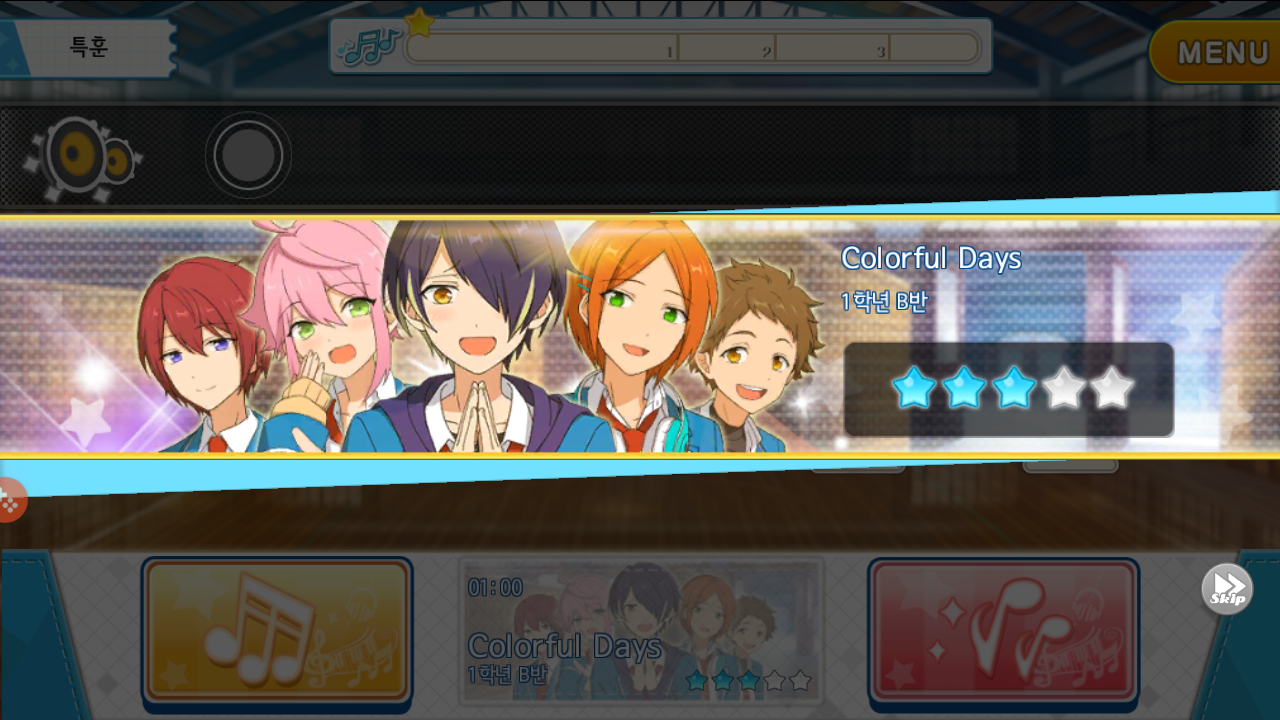 특훈
1 2 3
MENU
Colorful Days
1학년 B반
01:00
Colorful Days
1학년 B반
Skip